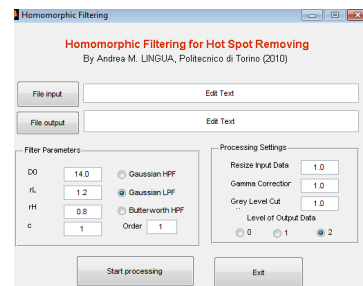 Homomorphic Filtering
Homomorphic Filtering for Hot Spot Removing
By Andrea M. LINGUA, Politecnico di Torino (2010)
File input
Edit Text
File output
Edit Text
Filter Parameters
D0 14.0 Gaussian HPF
rL 1.2 Gaussian LPF
rH 0.8 Butterworth HPF
c 1 Order 1
Processing Settings
Resize Input Data 1.0
Gamma Correction 1.0
Grey Level Cut 1.0
Level of Output Data
0 1 2
Start processing
Exit